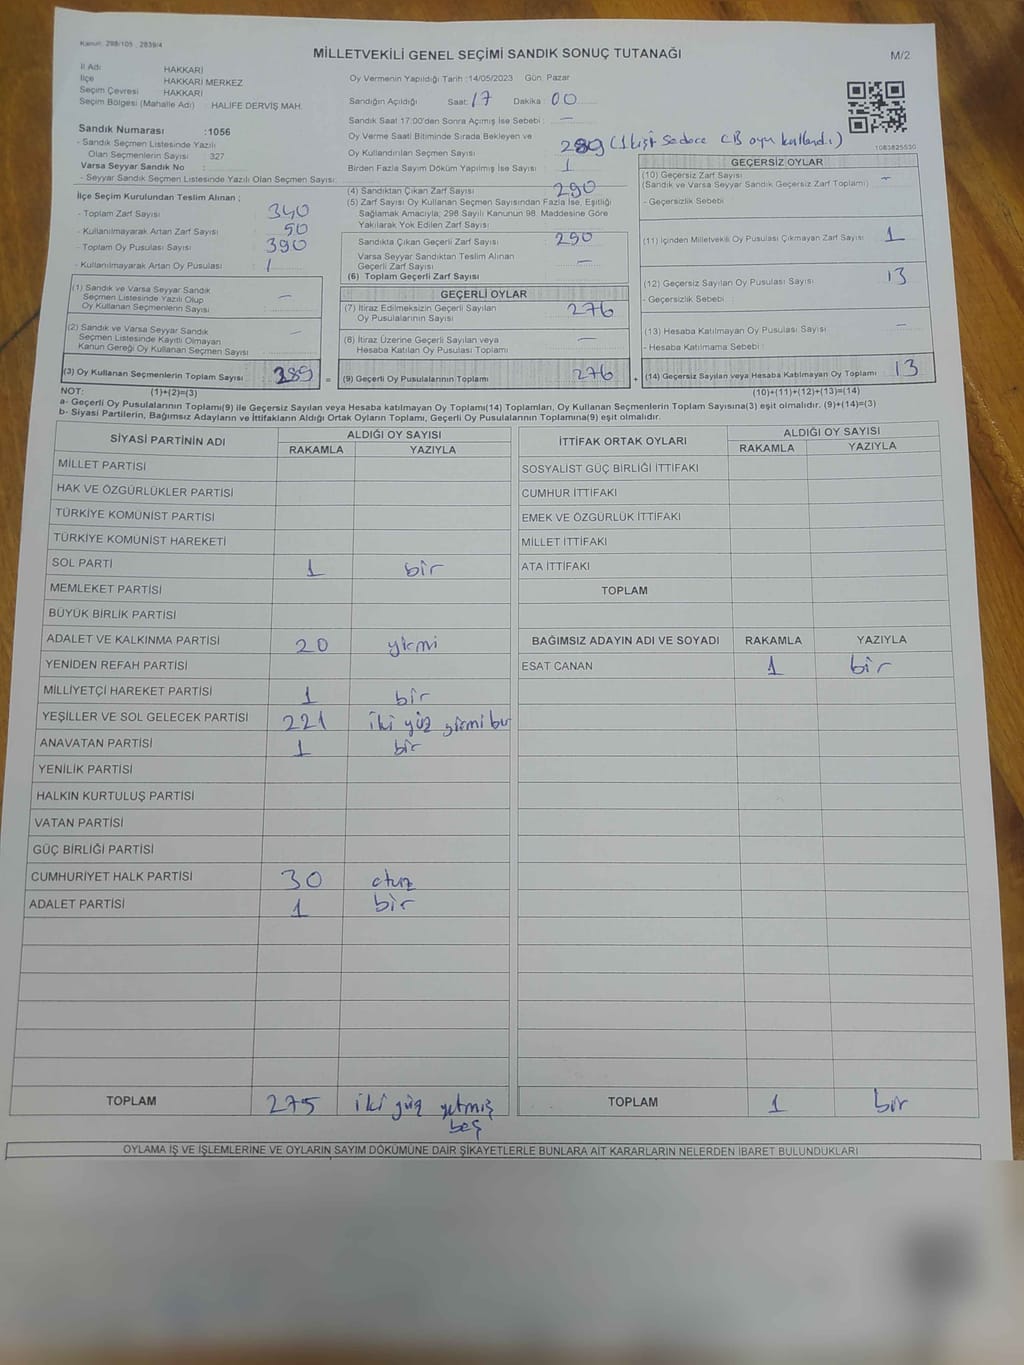 Kanun: 298/105 , 2839/4
MİLLETVEKİLİ GENEL SEÇİMİ SANDIK SONUÇ TUTANAĞI
M/2
İl Adı HAKKARİ
İlçe HAKKARİ MERKEZ
Seçim Çevresi HAKKARİ
Seçim Bölgesi (Mahalle Adı) : HALİFE DERVİŞ MAH.
Sandık Numarası :1056
- Sandık Seçmen Listesinde Yazılı
Olan Seçmenlerin Sayısı : 327
Varsa Seyyar Sandık No :
- Seyyar Sandık Seçmen Listesinde Yazılı Olan Seçmen Sayısı:
Oy Vermenin Yapıldığı Tarih :14/05/2023 Gün: Pazar
Sandığın Açıldığı Saat: 17 Dakika : 00
Sandık Saat 17:00'den Sonra Açılmış İse Sebebi : —
Oy Verme Saati Bitiminde Sırada Bekleyen ve
Oy Kullandırılan Seçmen Sayısı 289 (1 kişi sadece CB oyu kullandı)
Birden Fazla Sayım Döküm Yapılmış İse Sayısı : 1
1083825530
İlçe Seçim Kurulundan Teslim Alınan ;
- Toplam Zarf Sayısı : 340
- Kullanılmayarak Artan Zarf Sayısı : 50
- Toplam Oy Pusulası Sayısı : 390
- Kullanılmayarak Artan Oy Pusulası : 1
(1) Sandık ve Varsa Seyyar Sandık
Seçmen Listesinde Yazılı Olup
Oy Kullanan Seçmenlerin Sayısı : —
(2) Sandık ve Varsa Seyyar Sandık
Seçmen Listesinde Kayıtlı Olmayan
Kanun Gereği Oy Kullanan Seçmen Sayısı : —
(3) Oy Kullanan Seçmenlerin Toplam Sayısı : 289 =
(4) Sandıktan Çıkan Zarf Sayısı : 290
(5) Zarf Sayısı Oy Kullanan Seçmen Sayısından Fazla İse, Eşitliği
Sağlamak Amacıyla; 298 Sayılı Kanunun 98. Maddesine Göre
Yakılarak Yok Edilen Zarf Sayısı
Sandıkta Çıkan Geçerli Zarf Sayısı : 290
Varsa Seyyar Sandıktan Teslim Alınan
Geçerli Zarf Sayısı : —
(6) Toplam Geçerli Zarf Sayısı
GEÇERLİ OYLAR
(7) İtiraz Edilmeksizin Geçerli Sayılan
Oy Pusulalarının Sayısı : 276
(8) İtiraz Üzerine Geçerli Sayılan veya
Hesaba Katılan Oy Pusulası Toplamı : —
(9) Geçerli Oy Pusulalarının Toplamı : 276 +
GEÇERSİZ OYLAR
(10) Geçersiz Zarf Sayısı
(Sandık ve Varsa Seyyar Sandık Geçersiz Zarf Toplamı) : —
- Geçersizlik Sebebi :
(11) İçinden Milletvekili Oy Pusulası Çıkmayan Zarf Sayısı : 1
(12) Geçersiz Sayılan Oy Pusulası Sayısı : 13
- Geçersizlik Sebebi :
(13) Hesaba Katılmayan Oy Pusulası Sayısı : —
- Hesaba Katılmama Sebebi :
(14) Geçersiz Sayılan veya Hesaba Katılmayan Oy Toplamı : 13
NOT: (1)+(2)=(3) (10)+(11)+(12)+(13)=(14)
a- Geçerli Oy Pusulalarının Toplamı(9) ile Geçersiz Sayılan veya Hesaba katılmayan Oy Toplamı(14) Toplamları, Oy Kullanan Seçmenlerin Toplam Sayısına(3) eşit olmalıdır. (9)+(14)=(3)
b- Siyasi Partilerin, Bağımsız Adayların ve İttifakların Aldığı Ortak Oyların Toplamı, Geçerli Oy Pusulalarının Toplamına(9) eşit olmalıdır.
SİYASİ PARTİNİN ADI ALDIĞI OY SAYISI
RAKAMLA YAZIYLA
MİLLET PARTİSİ
HAK VE ÖZGÜRLÜKLER PARTİSİ
TÜRKİYE KOMÜNİST PARTİSİ
TÜRKİYE KOMÜNİST HAREKETİ
SOL PARTİ 1 bir
MEMLEKET PARTİSİ
BÜYÜK BİRLİK PARTİSİ
ADALET VE KALKINMA PARTİSİ 20 yirmi
YENİDEN REFAH PARTİSİ
MİLLİYETÇİ HAREKET PARTİSİ 1 bir
YEŞİLLER VE SOL GELECEK PARTİSİ 221 iki yüz yirmi bir
ANAVATAN PARTİSİ 1 bir
YENİLİK PARTİSİ
HALKIN KURTULUŞ PARTİSİ
VATAN PARTİSİ
GÜÇ BİRLİĞİ PARTİSİ
CUMHURİYET HALK PARTİSİ 30 otuz
ADALET PARTİSİ 1 bir
TOPLAM 275 iki yüz yetmiş
beş
İTTİFAK ORTAK OYLARI ALDIĞI OY SAYISI
RAKAMLA YAZIYLA
SOSYALİST GÜÇ BİRLİĞİ İTTİFAKI
CUMHUR İTTİFAKI
EMEK VE ÖZGÜRLÜK İTTİFAKI
MİLLET İTTİFAKI
ATA İTTİFAKI
TOPLAM
BAĞIMSIZ ADAYIN ADI VE SOYADI RAKAMLA YAZIYLA
ESAT CANAN 1 bir
TOPLAM 1 bir
OYLAMA İŞ VE İŞLEMLERİNE VE OYLARIN SAYIM DÖKÜMÜNE DAİR ŞİKAYETLERLE BUNLARA AİT KARARLARIN NELERDEN İBARET BULUNDUKLARI